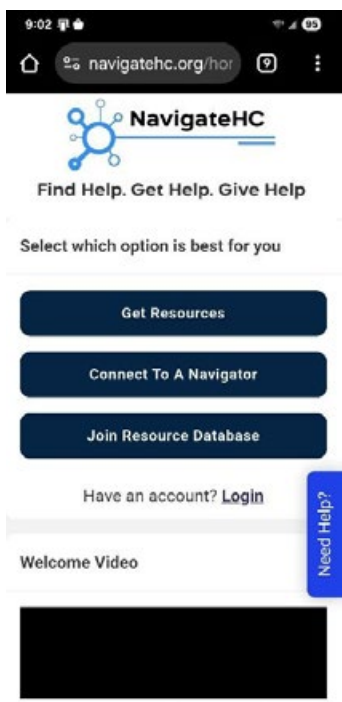 9:02
95
navigatehc.org/hor
9
NavigateHC
Find Help. Get Help. Give Help
Select which option is best for you
Get Resources
Connect To A Navigator
Join Resource Database
Have an account? Login
Need Help?
Welcome Video